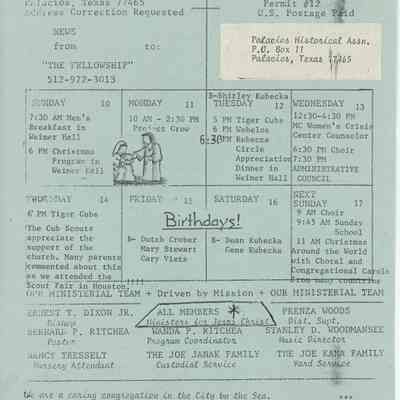 Palacios, Texas 77465
Address Correction Requested
Permit #12
U.S. Postage Paid
NEWS
from to:
"THE FELLOWSHIP"
512-972-3013
Palacios Historical Assn.
P.O. Box 11
Palacios, Texas 77465
SUNDAY 10
7:30 AM Men's
Breakfast in
Weimer Hall
6 PM Christmas
Program in
Weimer Hall
MONDAY 11
10 AM - 2:30 PM
Project Grow
B-Shirley Kubecka
TUESDAY 12
5 PM Tiger Cubs
6 PM Webelos
6:30PM Rebecca
Circle
Appreciation
Dinner in
Weimer Hall
WEDNESDAY 13
12:30-4:30 PM
MC Women's Crisis
Center Counselor
6:30 PM Choir
7:30 PM
ADMINISTRATIVE
COUNCIL
THURSDAY 14
6 PM Tiger Cubs
The Cub Scouts
appreciate the
support of the
church. Many parents
commented about this
as we attended the
Scout Fair in Houston!!!!
FRIDAY 15
Birthdays!
B- Dutch Crober
Mary Stewart
Gary Viets
SATURDAY 16
B- Dean Kubecka
Gene Kubecka
NEXT
SUNDAY 17
9 AM Choir
9:45 AM Sunday
School
11 AM Christmas
Around the World
with Choral and
Congregational Carols
from many countries
OUR MINISTERIAL TEAM + Driven by Mission + OUR MINISTERIAL TEAM
ERNEST T. DIXON JR.
Bishop
ALL MEMBERS *
Ministers for Jesus Christ
PRENZA WOODS
Dist. Supt.
BERNARD P. RITCHEA
Pastor
WANDA P. RITCHEA
Program Coordinator
STANLEY D. WOODMANSEE
Music Director
NANCY TRESSELT
Nursery Attendant
THE JOE JANAK FAMILY
Custodial Service
THE JOE KANA FAMILY
Yard Service
We are a caring congregation in the City by the Sea. ...